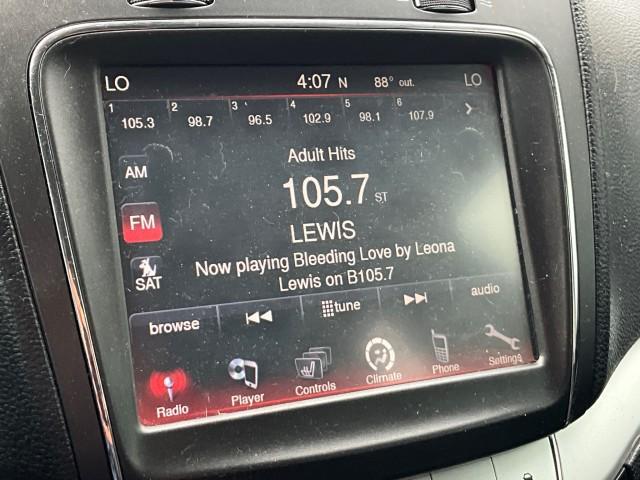 LO 4:07 N 88° out. LO
1 2 3 4 5 6
105.3 98.7 96.5 102.9 98.1 107.9
Adult Hits
AM
105.7 ST
FM
LEWIS
Now playing Bleeding Love by Leona
Lewis on B105.7
SAT
browse tune audio
Radio Player Controls Climate Phone Settings